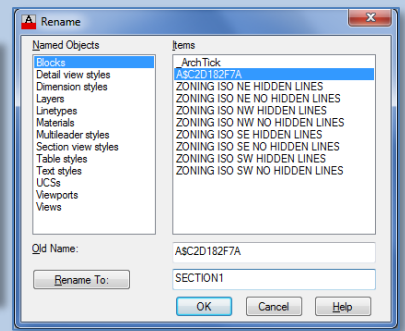 Rename
Named Objects
Blocks
Detail view styles
Dimension styles
Layers
Linetypes
Materials
Multileader styles
Section view styles
Table styles
Text styles
UCSs
Viewports
Views
Items
_ArchTick
A$C2D182F7A
ZONING ISO NE HIDDEN LINES
ZONING ISO NE NO HIDDEN LINES
ZONING ISO NW HIDDEN LINES
ZONING ISO NW NO HIDDEN LINES
ZONING ISO SE HIDDEN LINES
ZONING ISO SE NO HIDDEN LINES
ZONING ISO SW HIDDEN LINES
ZONING ISO SW NO HIDDEN LINES
Old Name: A$C2D182F7A
Rename To: SECTION1
OK Cancel Help